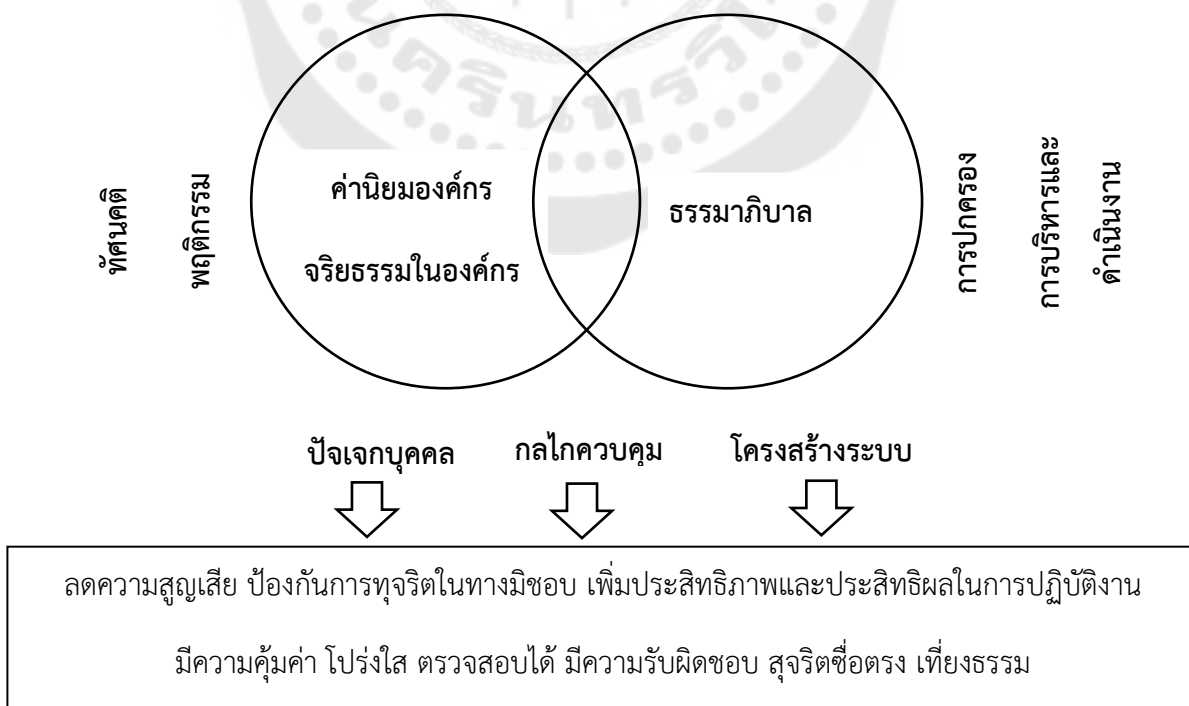 นครินทรวิ
ค่านิยมองค์กร
จริยธรรมในองค์กร
ธรรมาภิบาล
ทัศนคติ
พฤติกรรม
การปกครอง
การบริหารและ
ดำเนินงาน
ปัจเจกบุคคล กลไกควบคุม โครงสร้างระบบ
ลดความสูญเสีย ป้องกันการทุจริตในทางมิชอบ เพิ่มประสิทธิภาพและประสิทธิผลในการปฏิบัติงาน
มีความคุ้มค่า โปร่งใส ตรวจสอบได้ มีความรับผิดชอบ สุจริตซื่อตรง เที่ยงธรรม